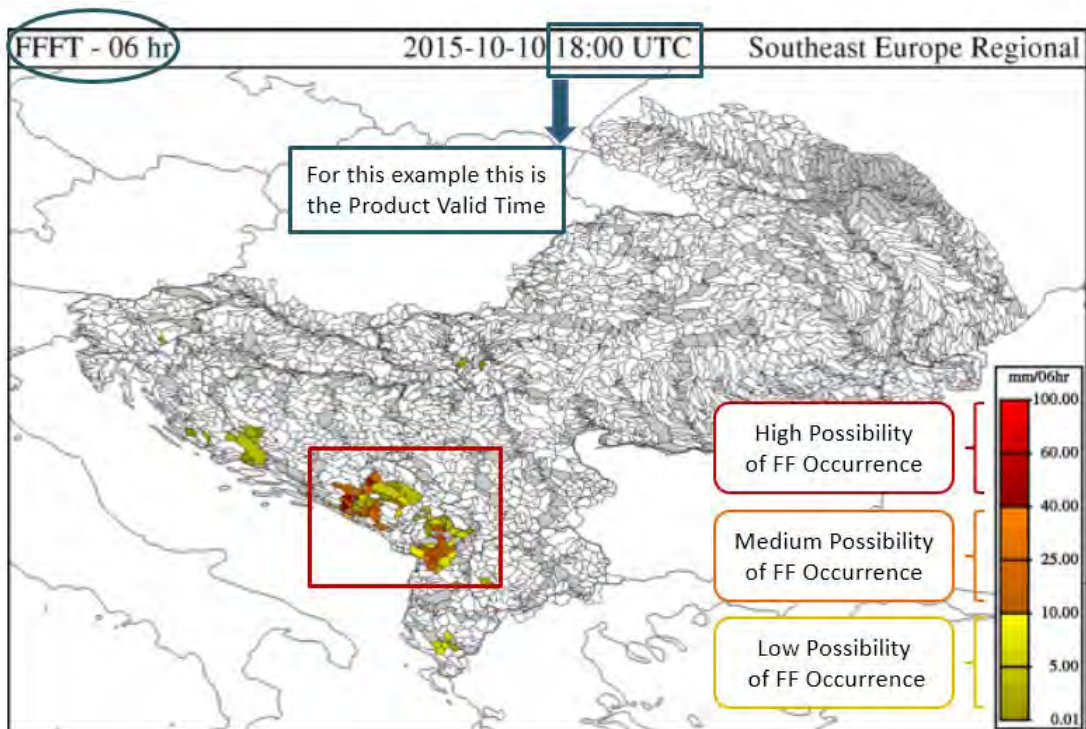 FFFT - 06 hr 2015-10-10 18:00 UTC Southeast Europe Regional
For this example this is
the Product Valid Time
mm/06hr
100.00
High Possibility
of FF Occurrence
60.00
40.00
Medium Possibility
of FF Occurrence
25.00
10.00
Low Possibility
of FF Occurrence
5.00
0.01